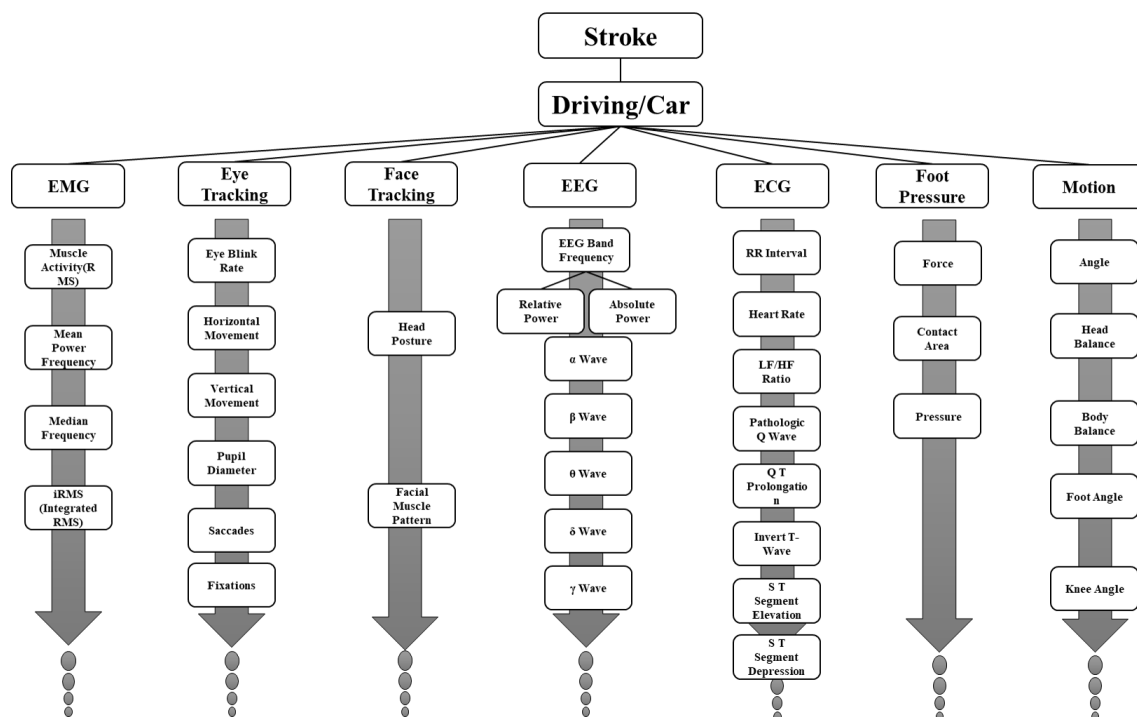 Stroke
Driving/Car
EMG
Eye
Tracking
Face
Tracking
EEG
ECG
Foot
Pressure
Motion
Muscle
Activity(R
MS)
Mean
Power
Frequency
Median
Frequency
iRMS
(Integrated
RMS)
Eye Blink
Rate
Horizontal
Movement
Vertical
Movement
Pupil
Diameter
Saccades
Fixations
Head
Posture
Facial
Muscle
Pattern
EEG Band
Frequency
Relative
Power
Absolute
Power
α Wave
β Wave
θ Wave
δ Wave
γ Wave
RR Interval
Heart Rate
LF/HF
Ratio
Pathologic
Q Wave
Q T
Prolongatio
n
Invert T-
Wave
S T
Segment
Elevation
S T
Segment
Depression
Force
Contact
Area
Pressure
Angle
Head
Balance
Body
Balance
Foot Angle
Knee Angle